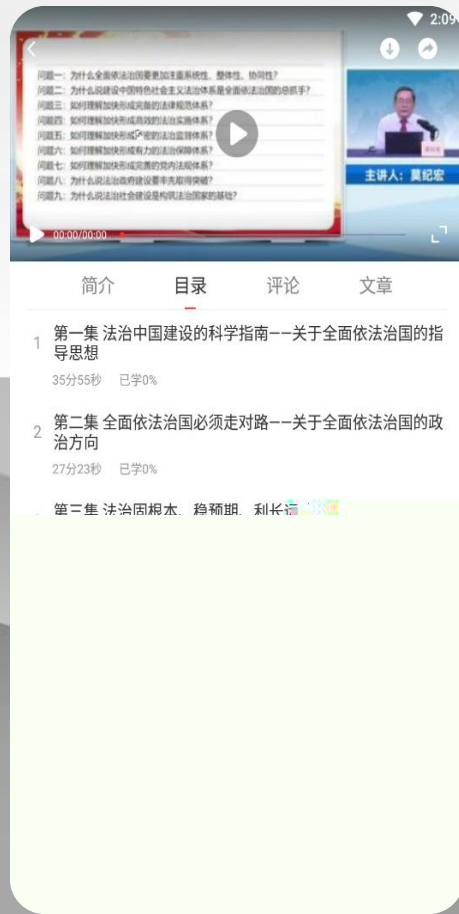 2:09
问题一：为什么全面依法治国要更加注重系统性、整体性、协同性？
问题二：为什么说建设中国特色社会主义法治体系是全面依法治国的总抓手？
问题三：如何理解加快形成完备的法律规范体系？
问题四：如何理解加快形成高效的法治实施体系？
问题五：如何理解加快形成严密的法治监督体系？
问题六：如何理解加快形成有力的法治保障体系？
问题七：如何理解加快形成完善的党内法规体系？
问题八：为什么说法治政府建设要率先取得突破？
问题九：为什么说法治社会建设是构筑法治国家的基础？
主讲人：莫纪宏
00:00/00:00
简介 目录 评论 文章
1 第一集 法治中国建设的科学指南——关于全面依法治国的指
导思想
35分55秒 已学0%
2 第二集 全面依法治国必须走对路——关于全面依法治国的政
治方向
27分23秒 已学0%
第三集 法治固根本、稳预期、利长远